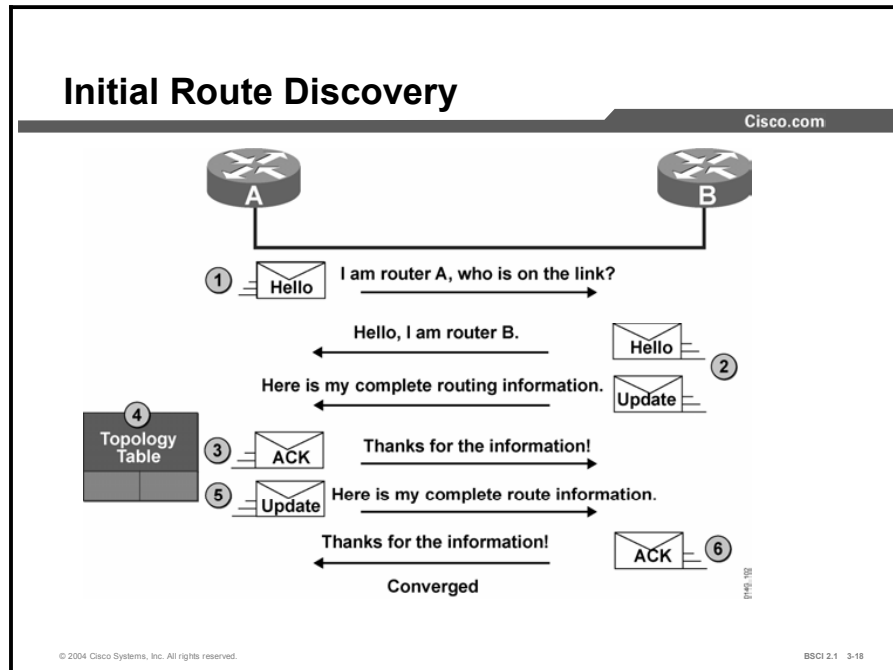 Initial Route Discovery
Cisco.com
A
B
1
Hello
I am router A, who is on the link?
Hello, I am router B.
Hello
2
Here is my complete routing information.
Update
4
Topology
Table
3
ACK
Thanks for the information!
5
Update
Here is my complete route information.
Thanks for the information!
ACK
6
Converged
014G_102
© 2004 Cisco Systems, Inc. All rights reserved.
BSCI 2.1 3-18